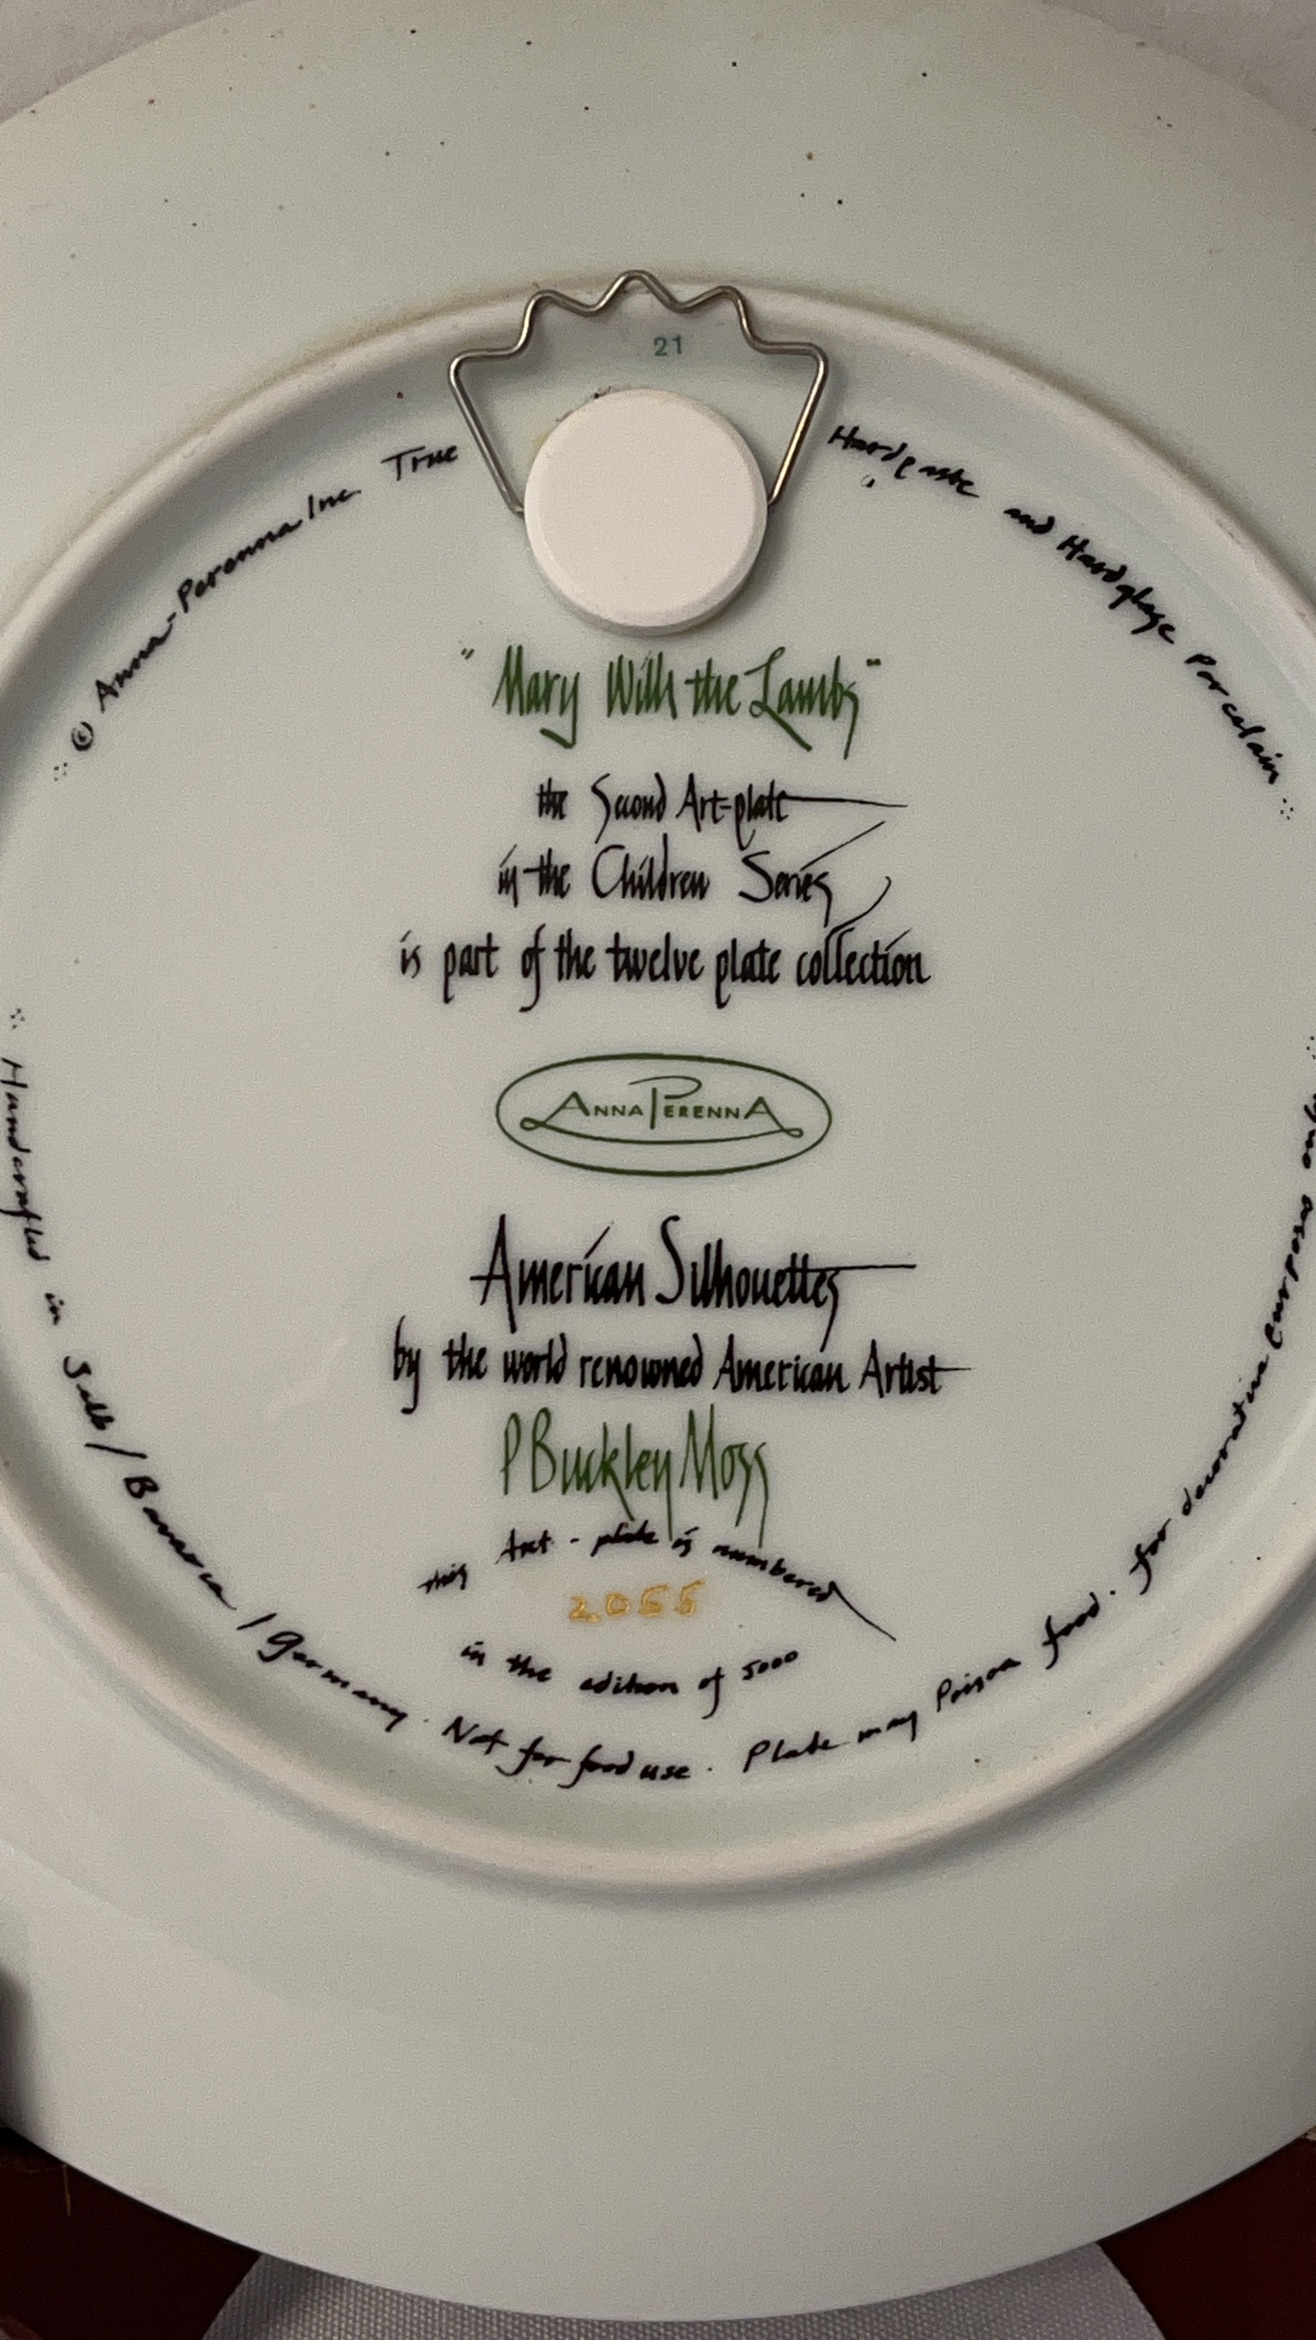 21
© Anna-Perenna Inc. True Hardpaste and Hardglaze Porcelain
"Mary With the Lambs"
the Second Art-plate
in the Children Series
is part of the twelve plate collection
ANNA PERENNA
American Silhouettes
by the world renowned American Artist
P Buckley Moss
this Art-plate is numbered
2055
in the edition of 5000
Handcrafted in Selb/Bavaria/Germany. Not for food use. Plate may Poison food. for decorative Purposes only